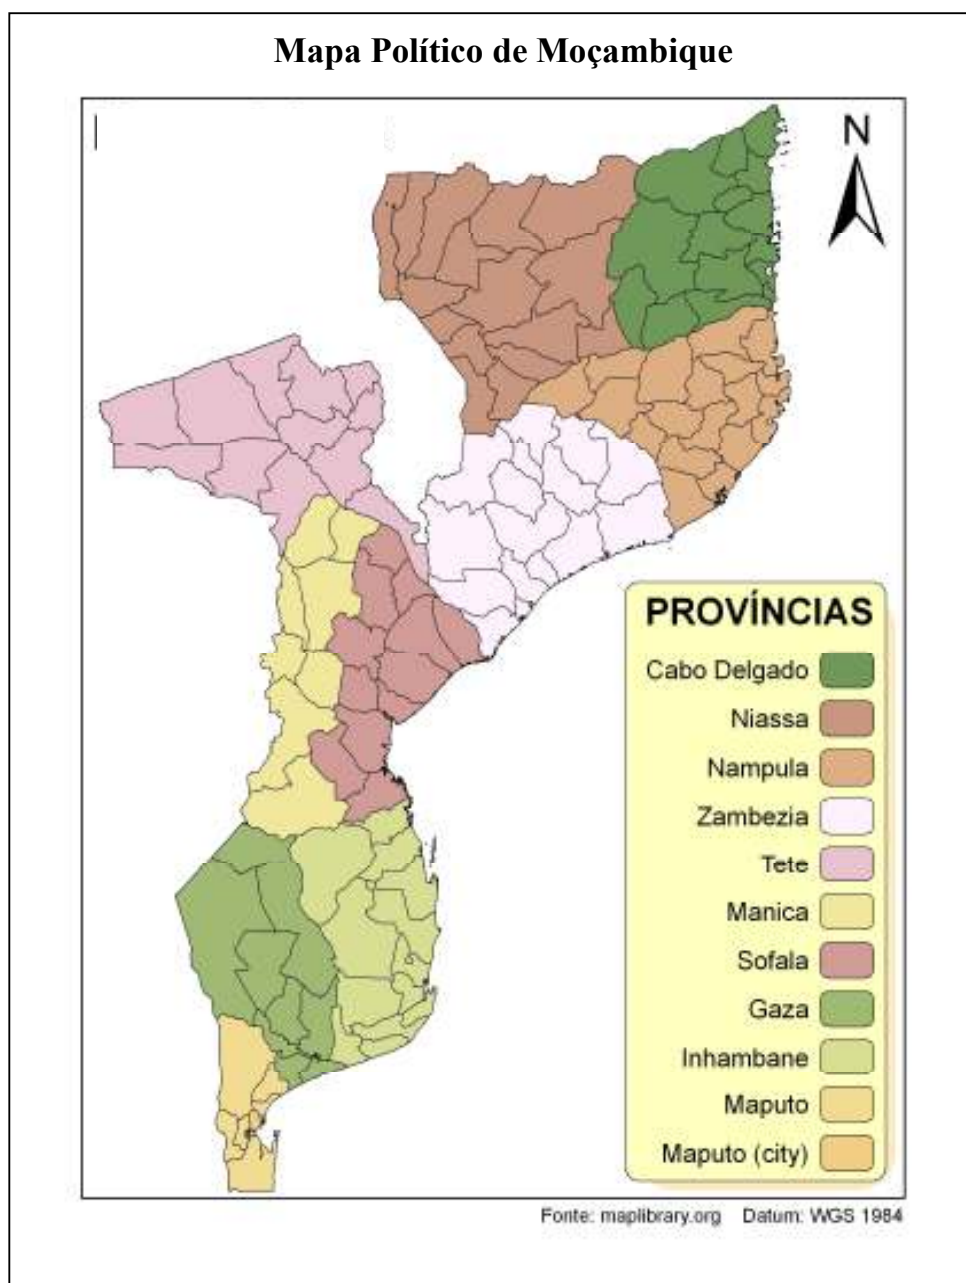 Mapa Político de Moçambique
N
PROVÍNCIAS
Cabo Delgado
Niassa
Nampula
Zambezia
Tete
Manica
Sofala
Gaza
Inhambane
Maputo
Maputo (city)
Fonte: maplibrary.org Datum: WGS 1984